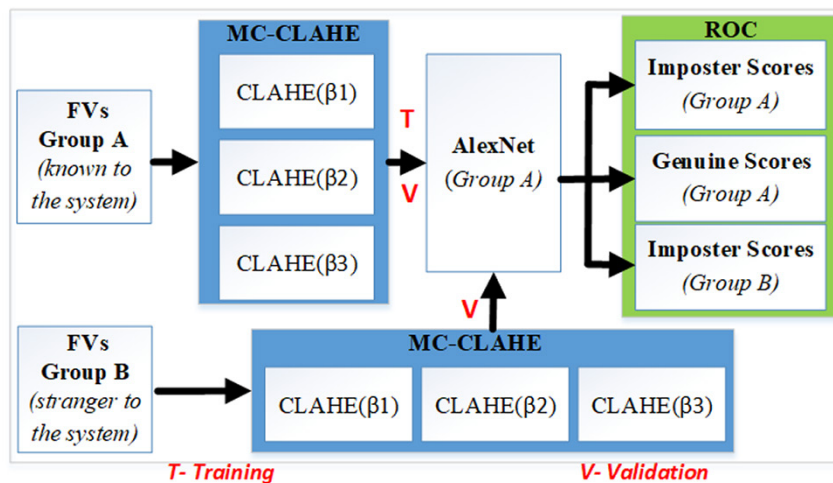 FVs
Group A
(known to
the system)
MC-CLAHE
CLAHE(β1)
CLAHE(β2)
CLAHE(β3)
T
V
AlexNet
(Group A)
ROC
Imposter Scores
(Group A)
Genuine Scores
(Group A)
Imposter Scores
(Group B)
FVs
Group B
(stranger to
the system)
V
MC-CLAHE
CLAHE(β1) CLAHE(β2) CLAHE(β3)
T- Training V- Validation